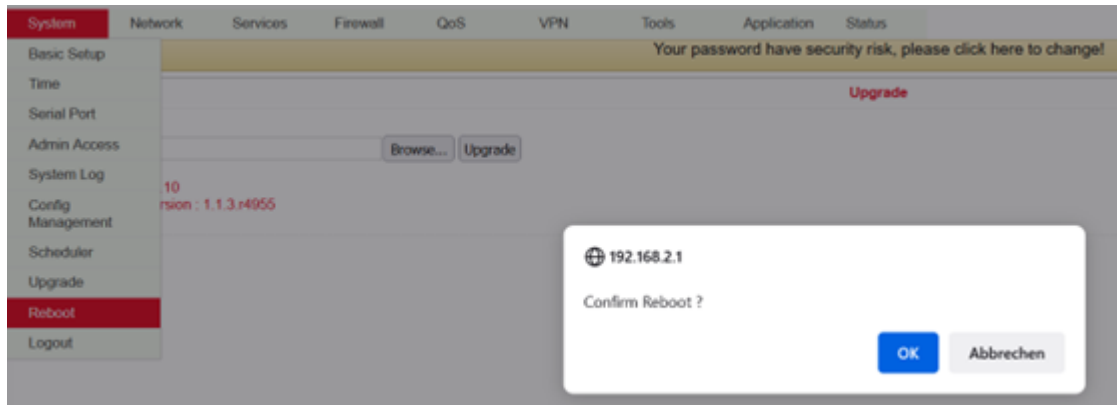 System Network Services Firewall QoS VPN Tools Application Status
Basic Setup
Your password have security risk, please click here to change!
Time
Upgrade
Serial Port
Admin Access
Browse... Upgrade
System Log
.10
Config
Management
rsion : 1.1.3.r4955
Scheduler
Upgrade
Reboot
Logout
192.168.2.1
Confirm Reboot ?
OK Abbrechen